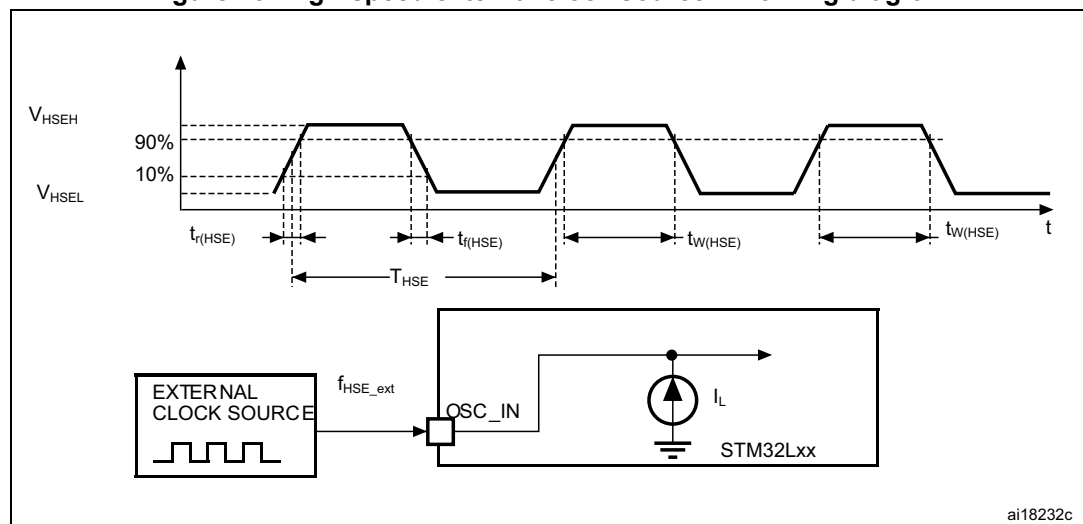 V_HSEH
90%
10%
V_HSEL
t_r(HSE)
t_f(HSE)
t_W(HSE)
t_W(HSE)
t
T_HSE
EXTERNAL
CLOCK SOURCE
f_HSE_ext
OSC_IN
I_L
STM32Lxx
ai18232c